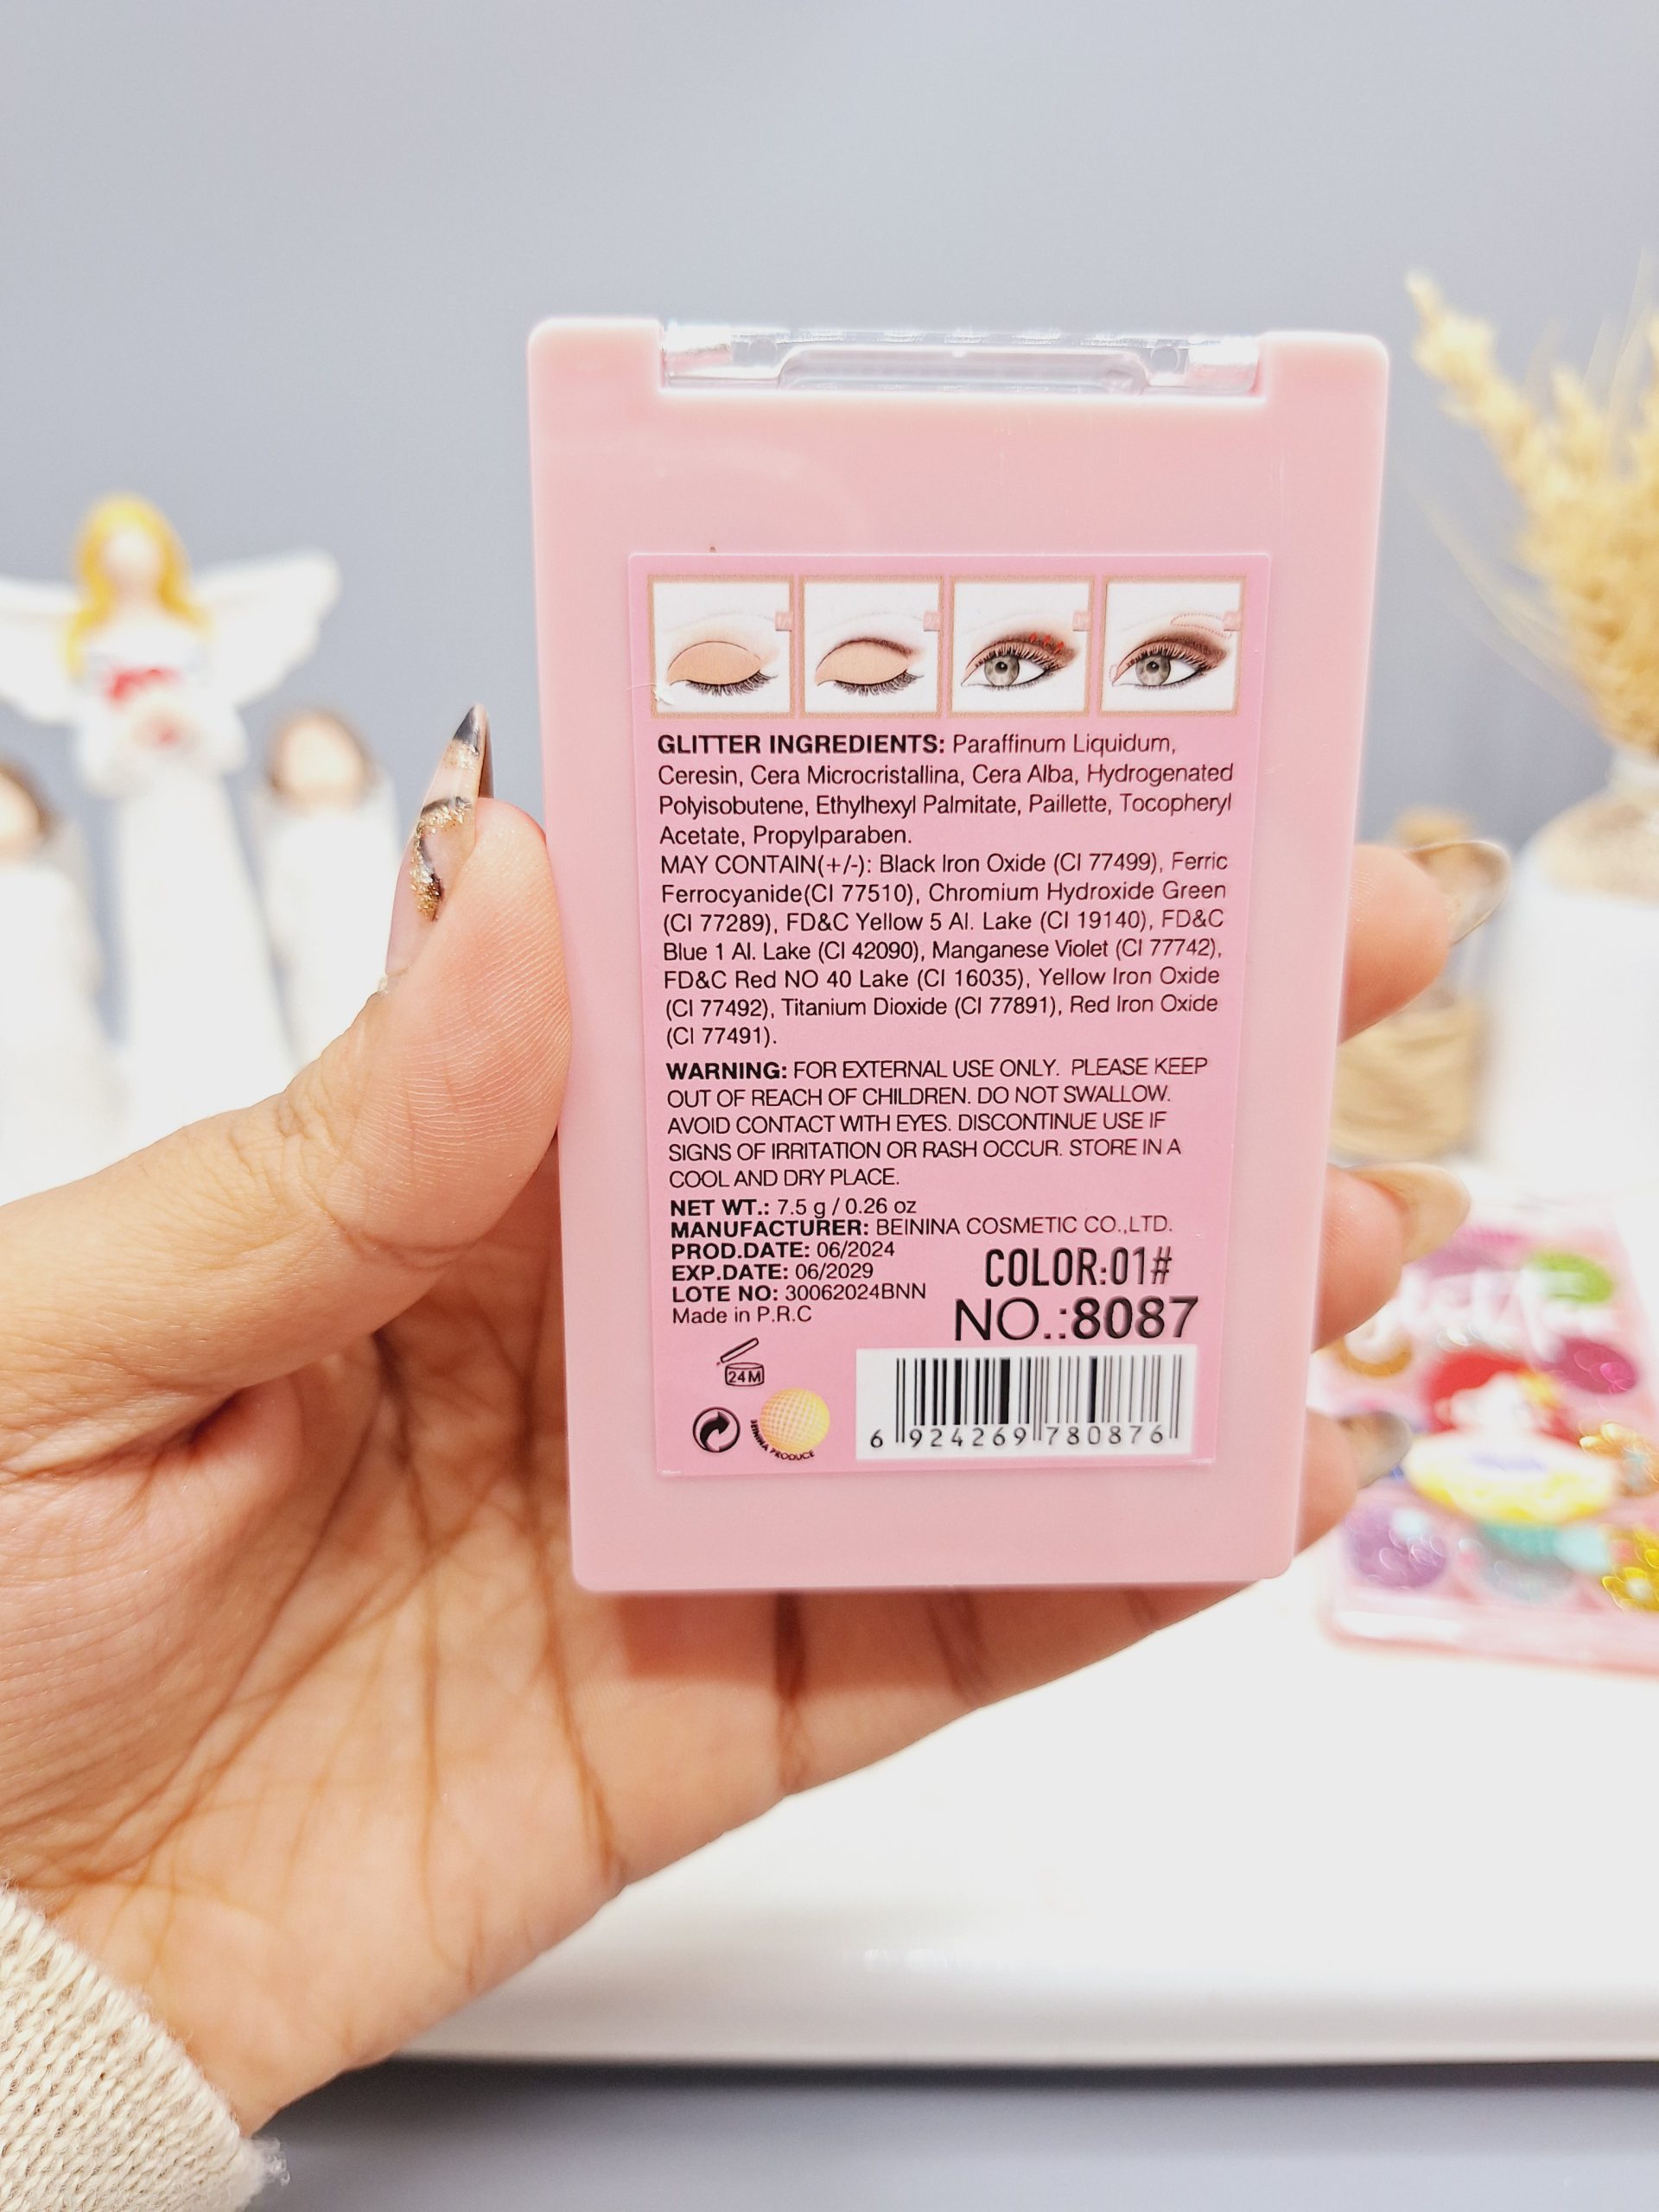 GLITTER INGREDIENTS: Paraffinum Liquidum,
Ceresin, Cera Microcristallina, Cera Alba, Hydrogenated
Polyisobutene, Ethylhexyl Palmitate, Paillette, Tocopheryl
Acetate, Propylparaben.
MAY CONTAIN(+/-): Black Iron Oxide (CI 77499), Ferric
Ferrocyanide(CI 77510), Chromium Hydroxide Green
(CI 77289), FD&C Yellow 5 Al. Lake (CI 19140), FD&C
Blue 1 Al. Lake (CI 42090), Manganese Violet (CI 77742),
FD&C Red NO 40 Lake (CI 16035), Yellow Iron Oxide
(CI 77492), Titanium Dioxide (CI 77891), Red Iron Oxide
(CI 77491).
WARNING: FOR EXTERNAL USE ONLY. PLEASE KEEP
OUT OF REACH OF CHILDREN. DO NOT SWALLOW.
AVOID CONTACT WITH EYES. DISCONTINUE USE IF
SIGNS OF IRRITATION OR RASH OCCUR. STORE IN A
COOL AND DRY PLACE.
NET WT.: 7.5 g / 0.26 oz
MANUFACTURER: BEININA COSMETIC CO.,LTD.
PROD.DATE: 06/2024
EXP.DATE: 06/2029
LOTE NO: 30062024BNN
Made in P.R.C
COLOR:01#
NO.:8087
24M
BEININA PRODUCE
6 924269 780876